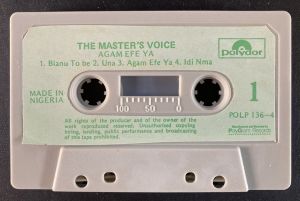 polydor
THE MASTER'S VOICE
AGAM EFE YA
1. Bianu To be 2. Una 3. Agam Efe Ya 4. Idi Nma
MADE IN
NIGERIA
1
100 50 0
POLP 136-4
All rights of the producer and of the owner of the
work reproduced reserved. Unauthorised copying
hiring, lending, public performance and broadcasting
of this tape prohibited.
PolyGram Records